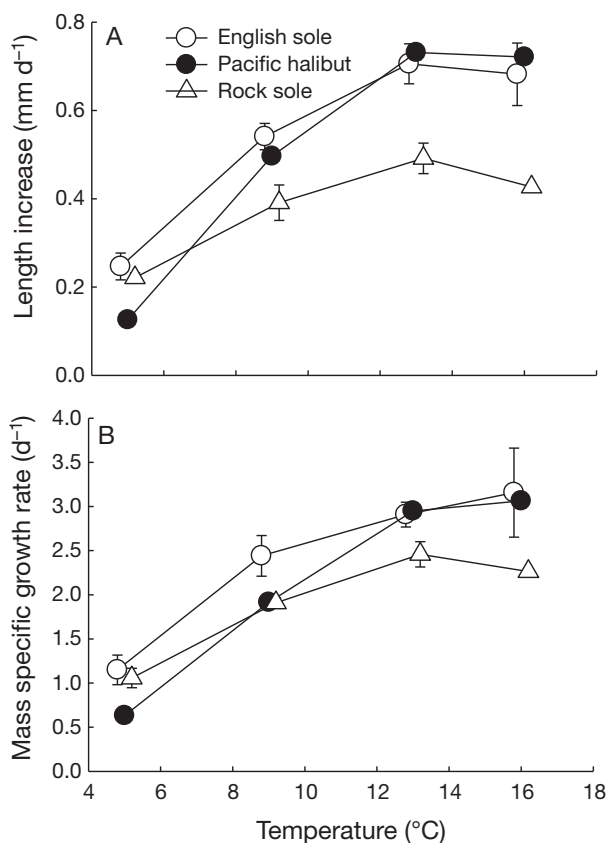 A
English sole
Pacific halibut
Rock sole
Length increase (mm d⁻¹)
0.8
0.6
0.4
0.2
0.0
B
Mass specific growth rate (d⁻¹)
4.0
3.5
3.0
2.5
2.0
1.5
1.0
0.5
0.0
4 6 8 10 12 14 16 18
Temperature (°C)